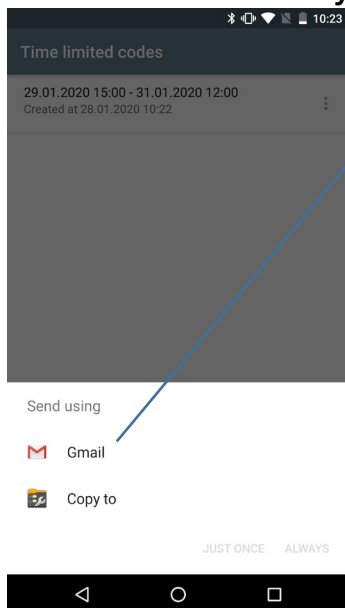 10:23
Time limited codes
29.01.2020 15:00 - 31.01.2020 12:00
Created at 28.01.2020 10:22
Send using
Gmail
Copy to
JUST ONCE ALWAYS